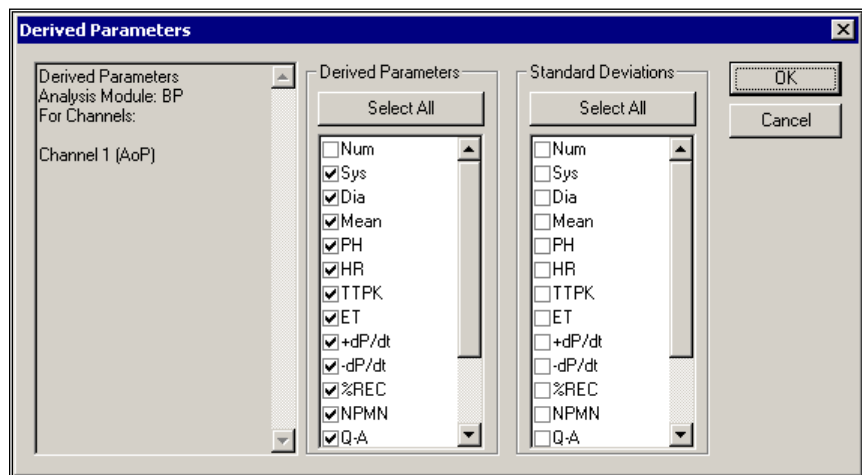 Derived Parameters
Derived Parameters
Analysis Module: BP
For Channels:
Channel 1 (AoP)
Derived Parameters
Select All
Num
Sys
Dia
Mean
PH
HR
TTPK
ET
+dP/dt
-dP/dt
%REC
NPMN
Q-A
Standard Deviations
Select All
Num
Sys
Dia
Mean
PH
HR
TTPK
ET
+dP/dt
-dP/dt
%REC
NPMN
Q-A
OK
Cancel